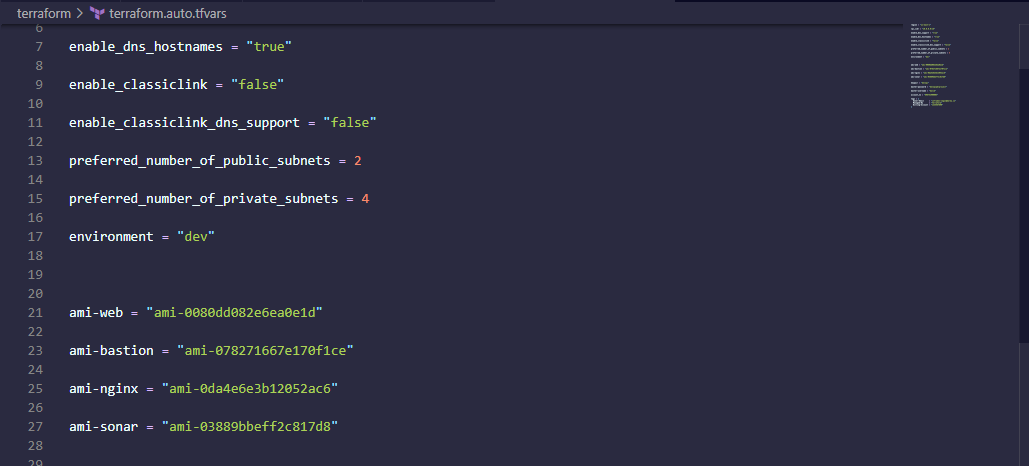 terraform > terraform.auto.tfvars
6
7 enable_dns_hostnames = "true"
8
9 enable_classiclink = "false"
10
11 enable_classiclink_dns_support = "false"
12
13 preferred_number_of_public_subnets = 2
14
15 preferred_number_of_private_subnets = 4
16
17 environment = "dev"
18
19
20
21 ami-web = "ami-0080dd082e6ea0e1d"
22
23 ami-bastion = "ami-078271667e170f1ce"
24
25 ami-nginx = "ami-0da4e6e3b12052ac6"
26
27 ami-sonar = "ami-03889bbeff2c817d8"
28
29